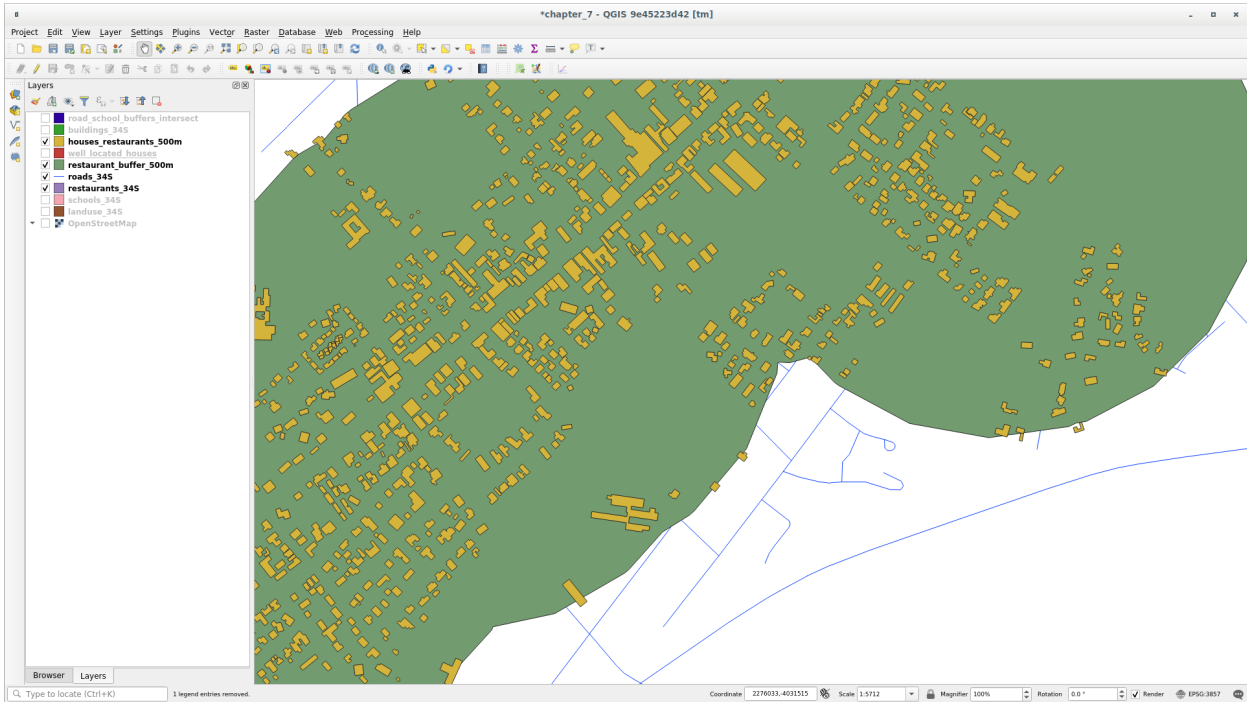 *chapter_7 - QGIS 9e45223d42 [tm]
Project Edit View Layer Settings Plugins Vector Raster Database Web Processing Help
Layers
road_school_buffers_intersect
buildings_34S
houses_restaurants_500m
well_located_houses
restaurant_buffer_500m
roads_34S
restaurants_34S
schools_34S
landuse_34S
OpenStreetMap
Browser Layers
Type to locate (Ctrl+K) 1 legend entries removed. Coordinate 2276033,-4031515 Scale 1:5712 Magnifier 100% Rotation 0.0 ° Render EPSG:3857